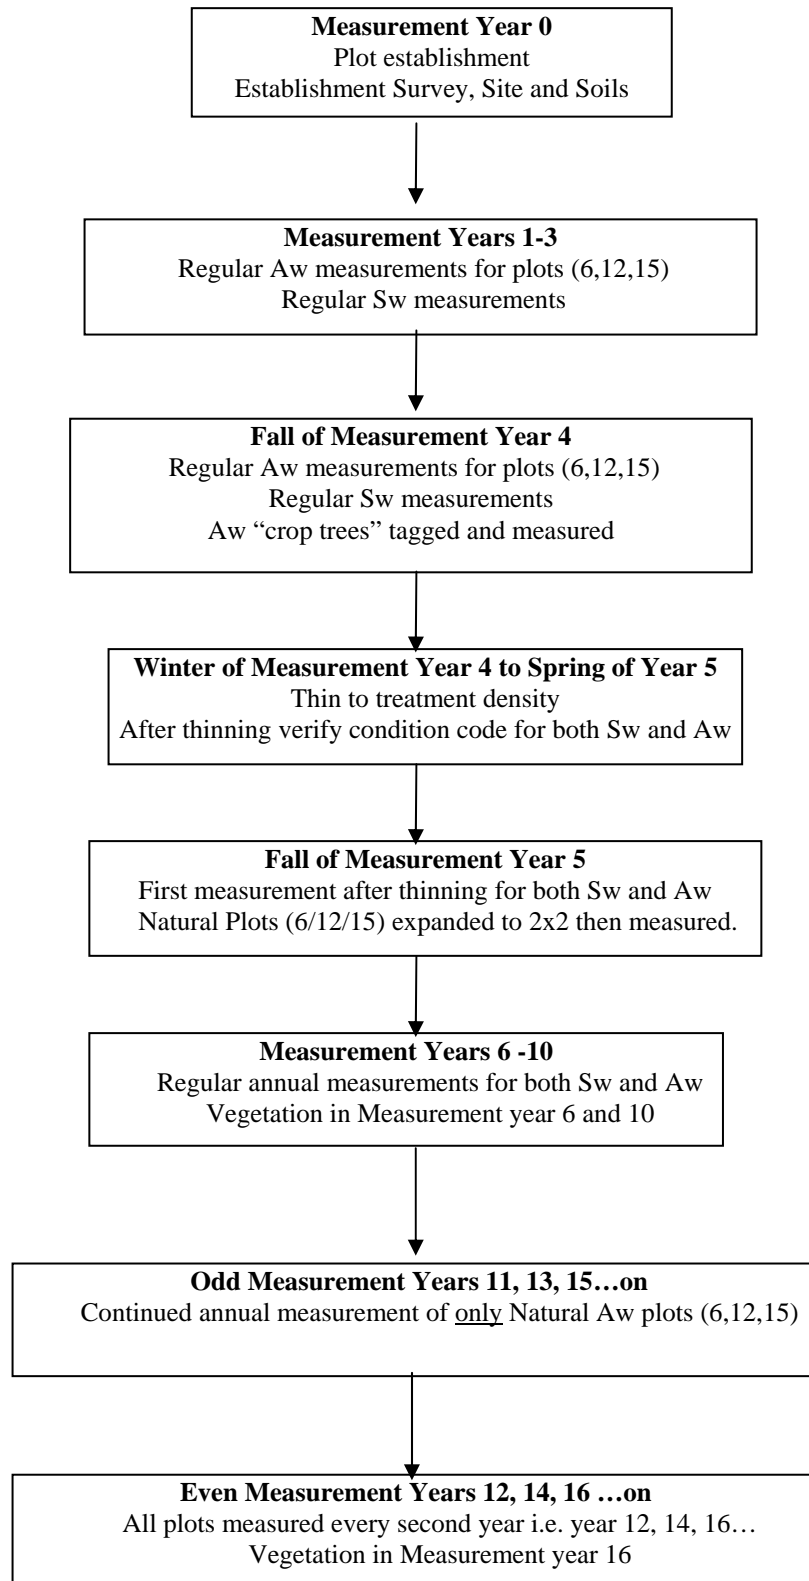 Measurement Year 0
Plot establishment
Establishment Survey, Site and Soils
Measurement Years 1-3
Regular Aw measurements for plots (6,12,15)
Regular Sw measurements
Fall of Measurement Year 4
Regular Aw measurements for plots (6,12,15)
Regular Sw measurements
Aw “crop trees” tagged and measured
Winter of Measurement Year 4 to Spring of Year 5
Thin to treatment density
After thinning verify condition code for both Sw and Aw
Fall of Measurement Year 5
First measurement after thinning for both Sw and Aw
Natural Plots (6/12/15) expanded to 2x2 then measured.
Measurement Years 6 -10
Regular annual measurements for both Sw and Aw
Vegetation in Measurement year 6 and 10
Odd Measurement Years 11, 13, 15…on
Continued annual measurement of only Natural Aw plots (6,12,15)
Even Measurement Years 12, 14, 16 …on
All plots measured every second year i.e. year 12, 14, 16…
Vegetation in Measurement year 16